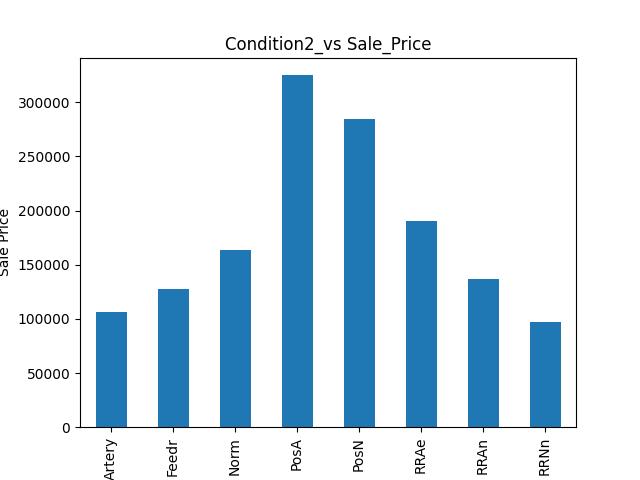 Condition2_vs Sale_Price
Sale Price
300000
250000
200000
150000
100000
50000
0
Artery
Feedr
Norm
PosA
PosN
RRAe
RRAn
RRNn